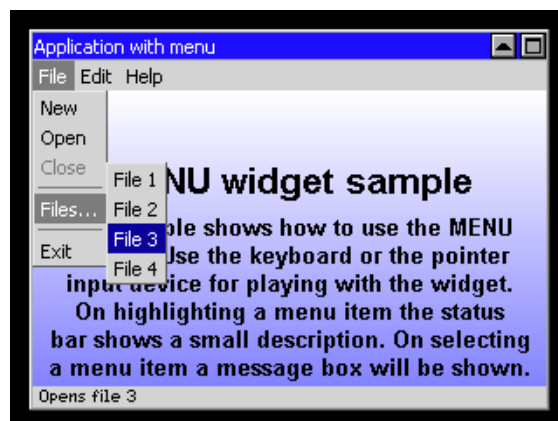 Application with menu
File Edit Help
New
Open
Close
Files...
Exit
File 1
File 2
File 3
File 4
NU widget sample
ple shows how to use the MENU
Use the keyboard or the pointer
input device for playing with the widget.
On highlighting a menu item the status
bar shows a small description. On selecting
a menu item a message box will be shown.
Opens file 3